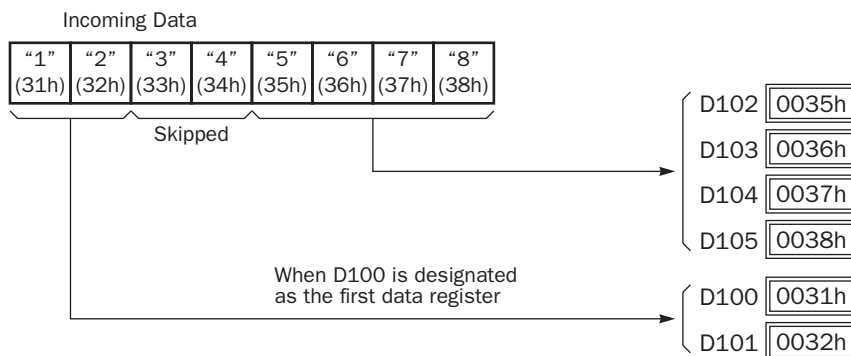 Incoming Data
“1” “2” “3” “4” “5” “6” “7” “8”
(31h) (32h) (33h) (34h) (35h) (36h) (37h) (38h)
Skipped
D102 0035h
D103 0036h
D104 0037h
D105 0038h
When D100 is designated
as the first data register
D100 0031h
D101 0032h